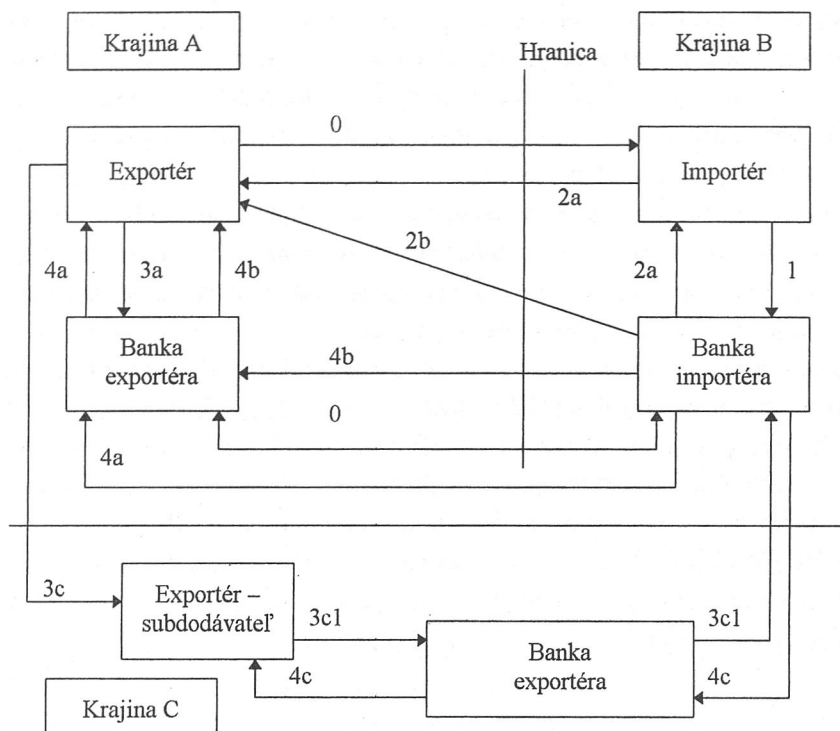 Krajina A
Hranica
Krajina B
0
Exportér
Importér
2a
2b
4a
3a
4b
2a
1
Banka
exportéra
4b
Banka
importéra
0
4a
3c
Exportér –
subdodávateľ
3c1
3c1
Banka
exportéra
4c
4c
Krajina C